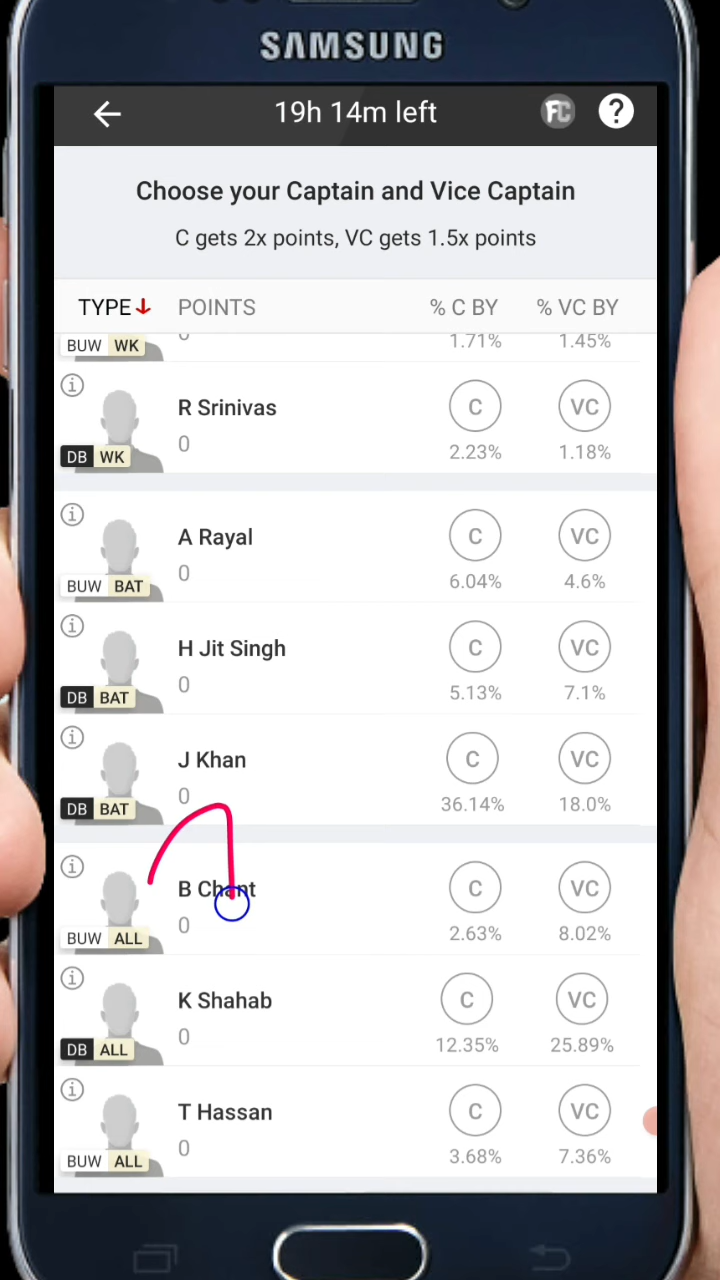 SAMSUNG
19h 14m left FC ?
Choose your Captain and Vice Captain
C gets 2x points, VC gets 1.5x points
TYPE POINTS % C BY % VC BY
0
BUW WK 1.71% 1.45%
i
R Srinivas C VC
0
DB WK 2.23% 1.18%
i
A Rayal C VC
0
BUW BAT 6.04% 4.6%
i
H Jit Singh C VC
0
DB BAT 5.13% 7.1%
i
J Khan C VC
0
DB BAT 36.14% 18.0%
i
B Chant C VC
0
BUW ALL 2.63% 8.02%
i
K Shahab C VC
0
DB ALL 12.35% 25.89%
i
T Hassan C VC
0
BUW ALL 3.68% 7.36%